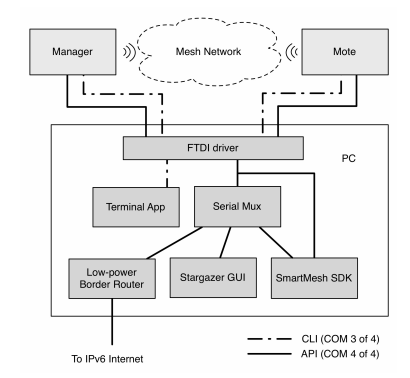 Manager
Mesh Network
Mote
FTDI driver
PC
Terminal App
Serial Mux
Low-power
Border Router
Stargazer GUI
SmartMesh SDK
To IPv6 Internet
CLI (COM 3 of 4)
API (COM 4 of 4)